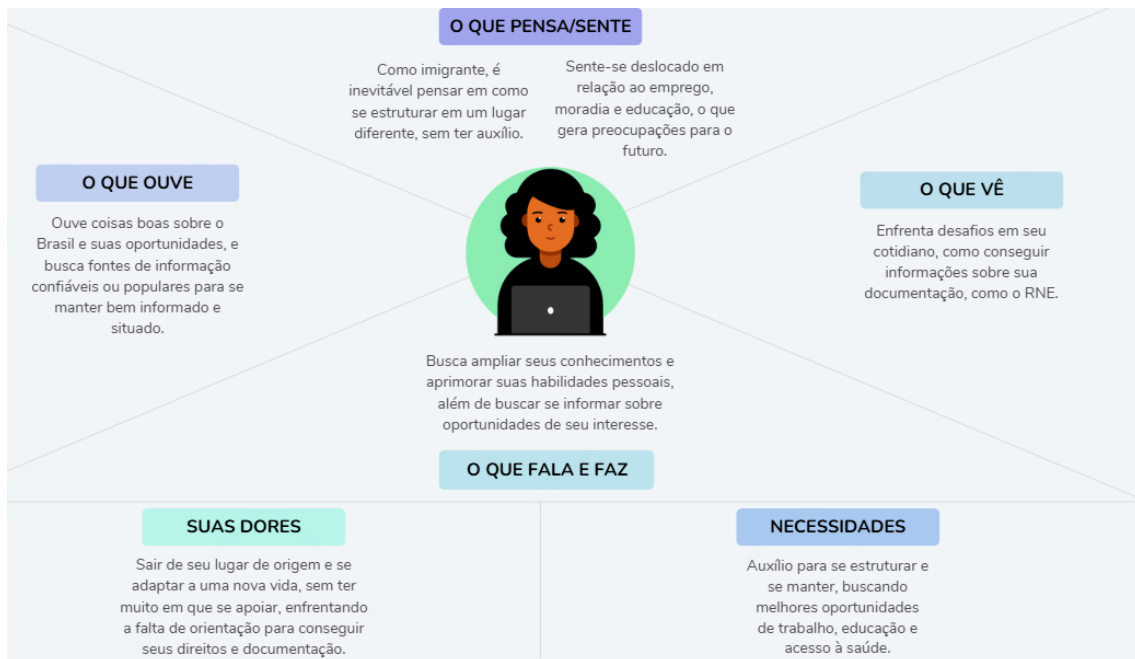 O QUE PENSA/SENTE
Como imigrante, é
inevitável pensar em como
se estruturar em um lugar
diferente, sem ter auxílio.
Sente-se deslocado em
relação ao emprego,
moradia e educação, o que
gera preocupações para o
futuro.
O QUE OUVE
Ouve coisas boas sobre o
Brasil e suas oportunidades, e
busca fontes de informação
confiáveis ou populares para se
manter bem informado e
situado.
O QUE VÊ
Enfrenta desafios em seu
cotidiano, como conseguir
informações sobre sua
documentação, como o RNE.
Busca ampliar seus conhecimentos e
aprimorar suas habilidades pessoais,
além de buscar se informar sobre
oportunidades de seu interesse.
O QUE FALA E FAZ
SUAS DORES
Sair de seu lugar de origem e se
adaptar a uma nova vida, sem ter
muito em que se apoiar, enfrentando
a falta de orientação para conseguir
seus direitos e documentação.
NECESSIDADES
Auxílio para se estruturar e
se manter, buscando
melhores oportunidades
de trabalho, educação e
acesso à saúde.